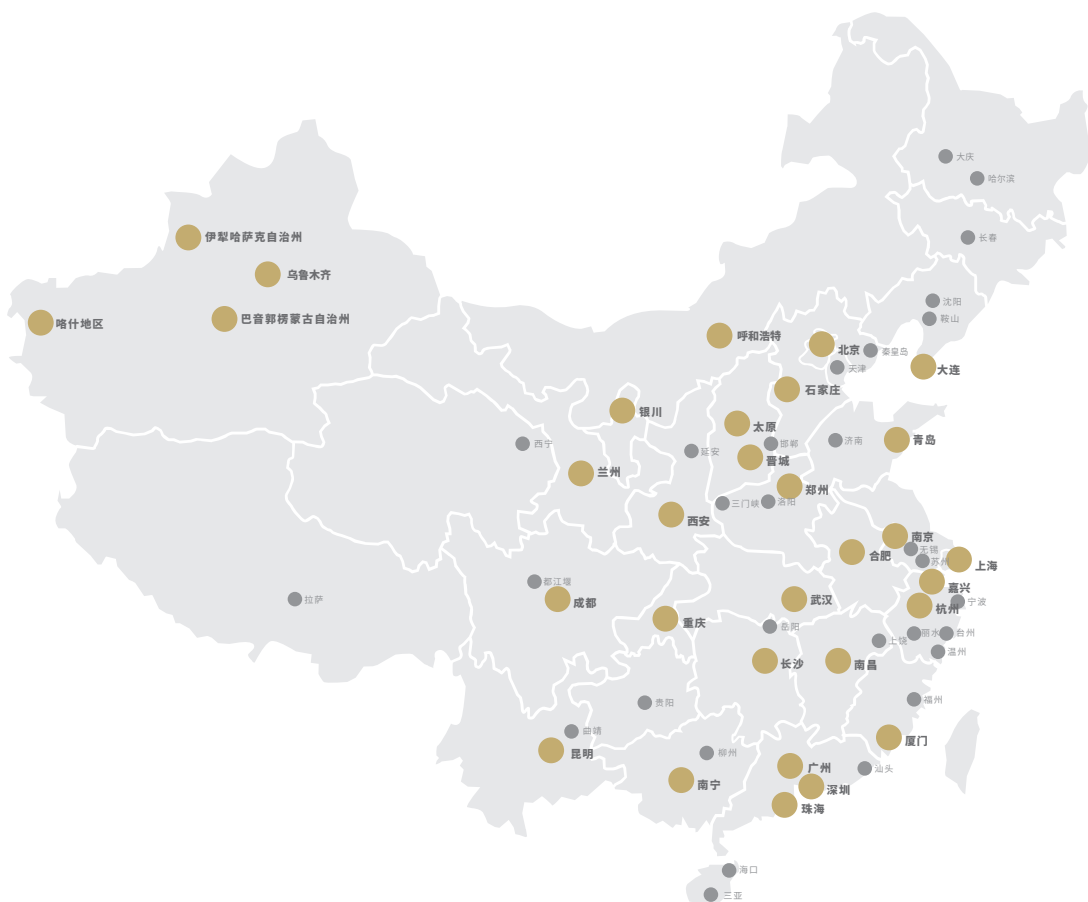 大庆
哈尔滨
伊犁哈萨克自治州
长春
乌鲁木齐
沈阳
巴音郭楞蒙古自治州
鞍山
喀什地区
呼和浩特
北京
秦皇岛
天津
大连
石家庄
银川
太原
青岛
西宁
邯郸
济南
延安
晋城
兰州
郑州
三门峡
洛阳
西安
南京
无锡
合肥
苏州
上海
都江堰
嘉兴
拉萨
成都
武汉
宁波
杭州
重庆
岳阳
丽水
台州
上饶
温州
长沙
南昌
贵阳
福州
曲靖
厦门
昆明
柳州
广州
汕头
南宁
深圳
珠海
海口
三亚